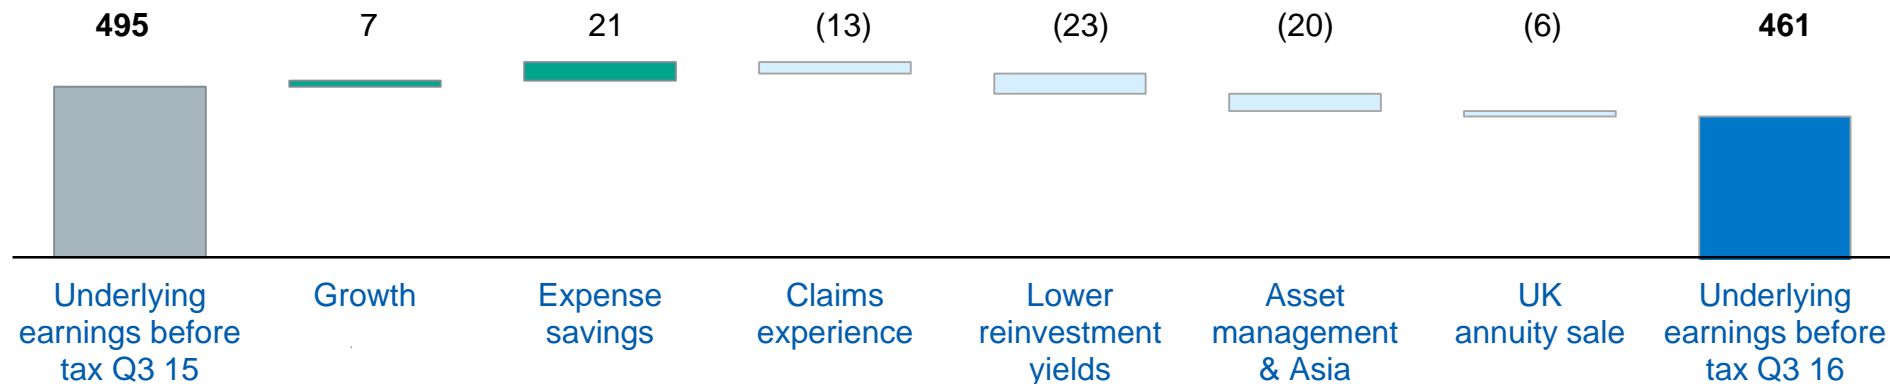 495 7 21 (13) (23) (20) (6) 461
Underlying
earnings before
tax Q3 15
Growth
Expense
savings
Claims
experience
Lower
reinvestment
yields
Asset
management
& Asia
UK
annuity sale
Underlying
earnings before
tax Q3 16